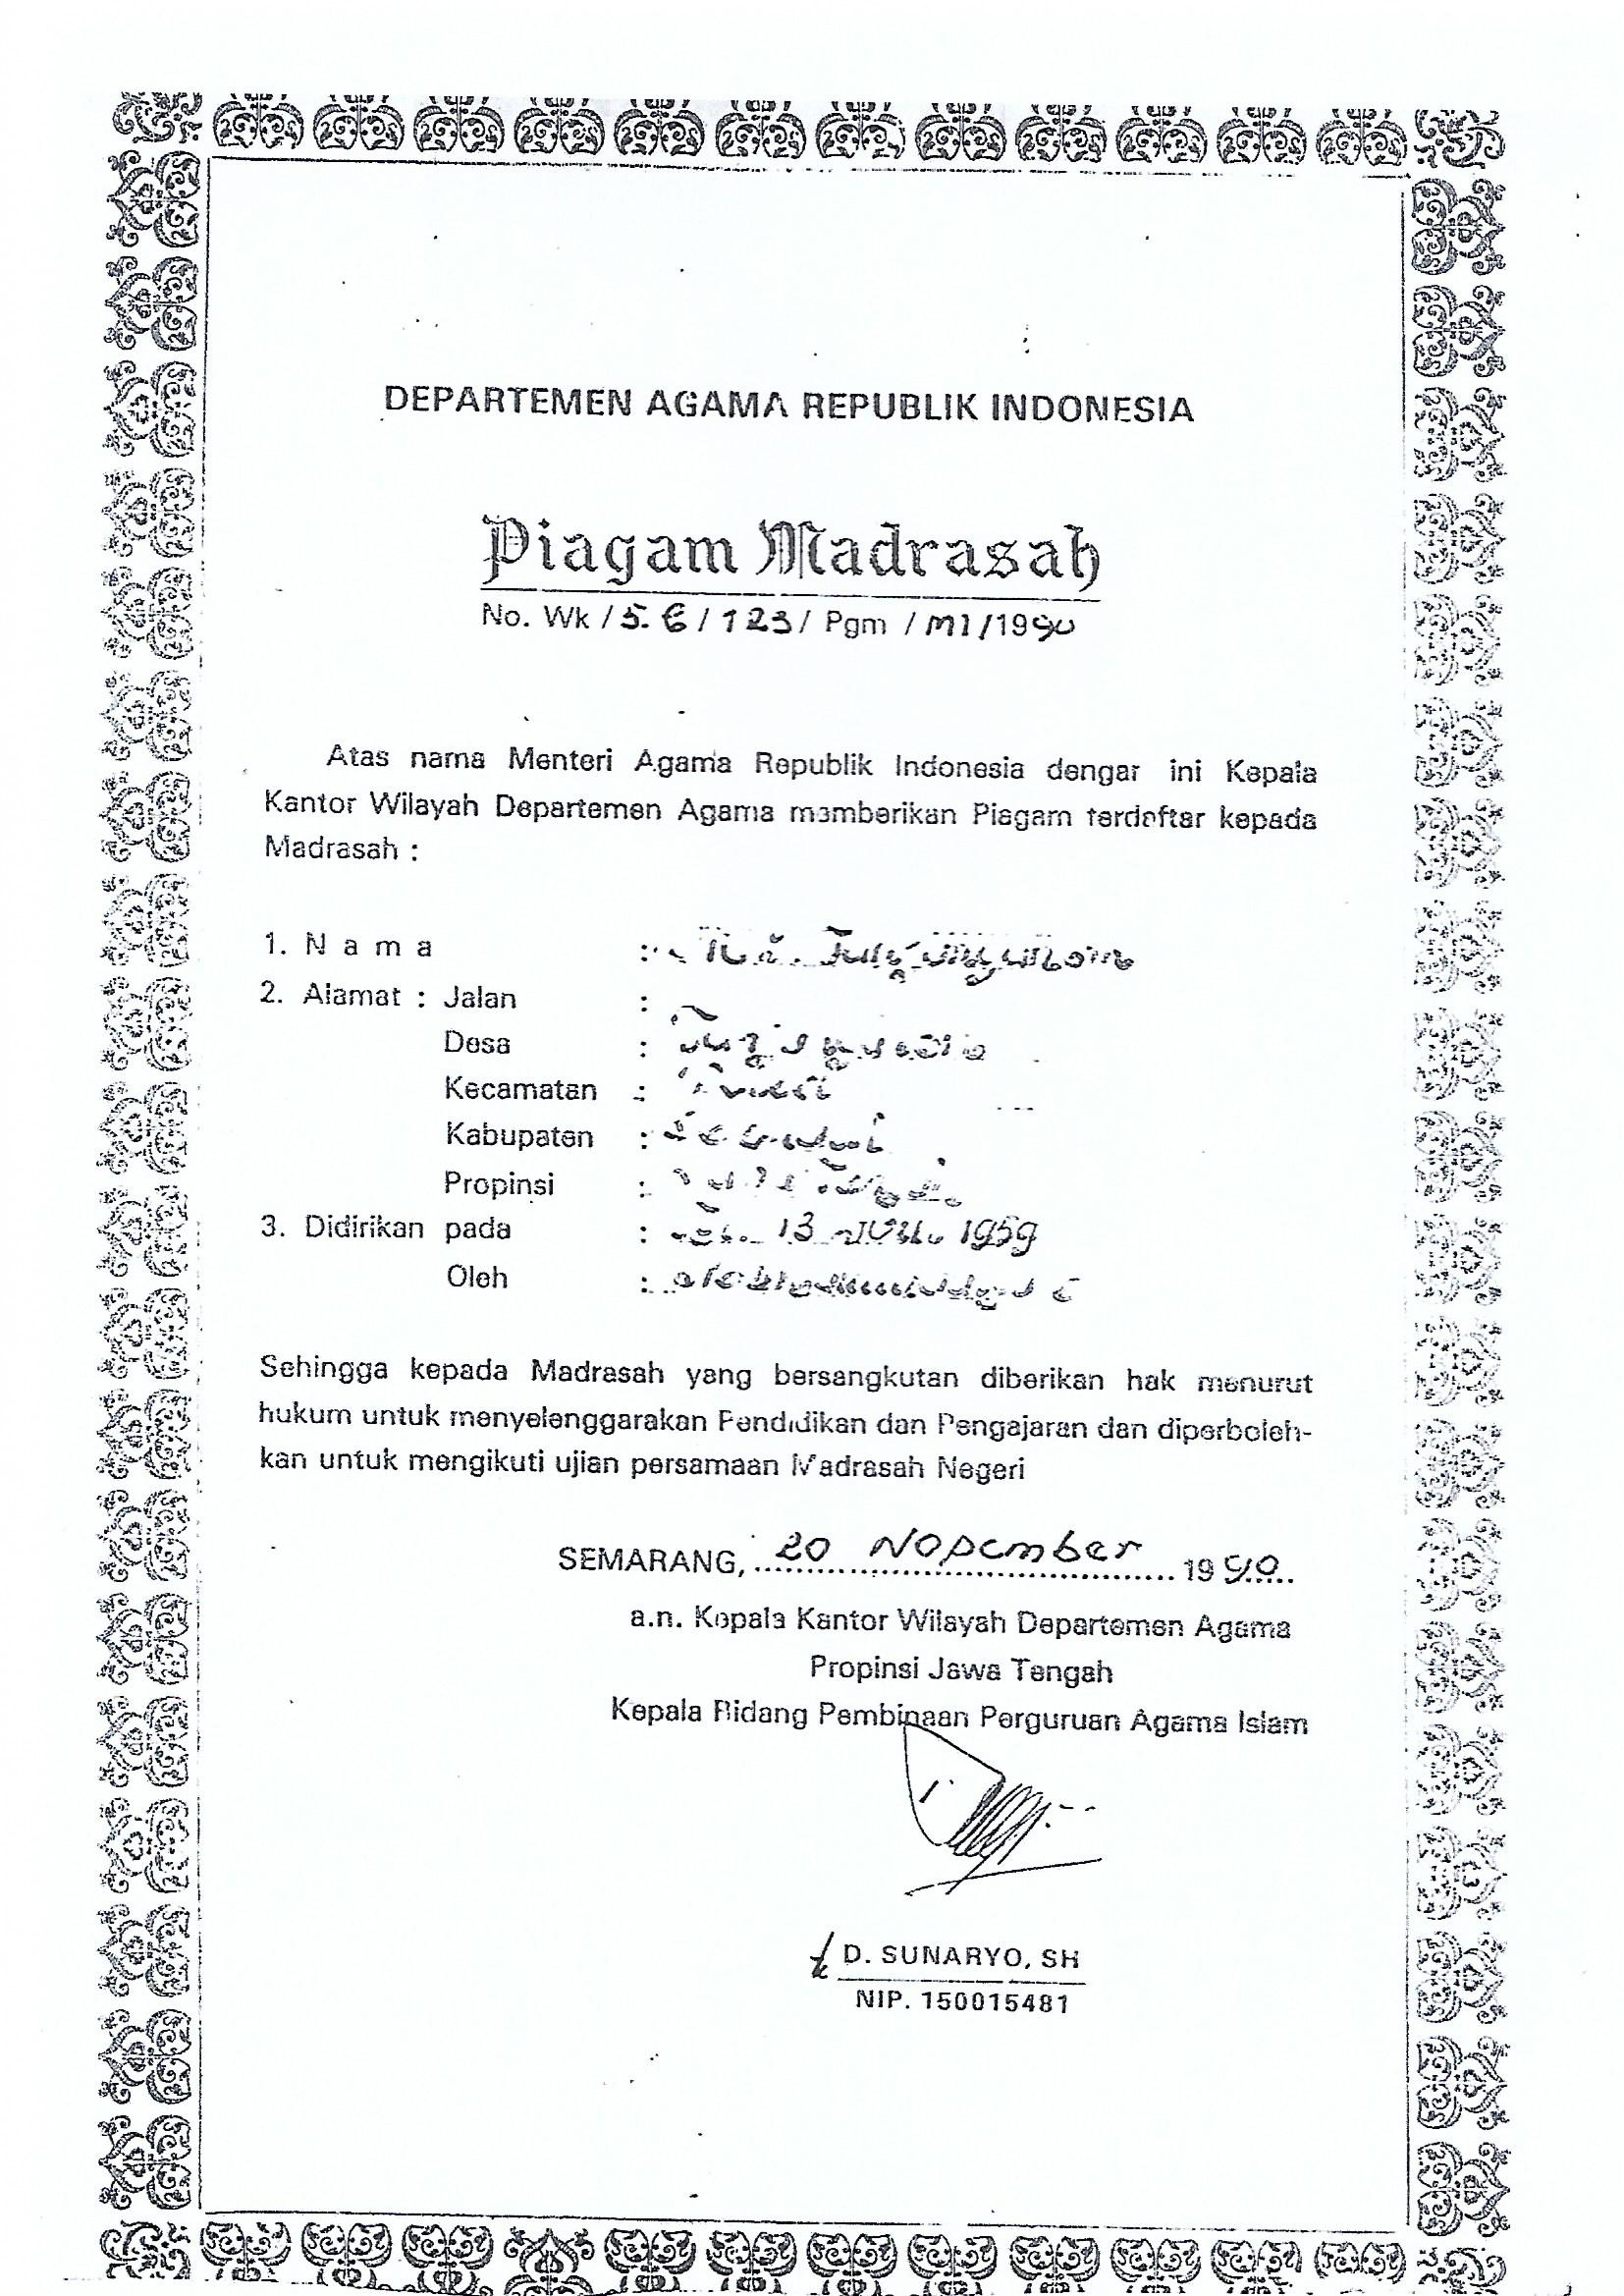 DEPARTEMEN AGAMA REPUBLIK INDONESIA
Piagam Madrasah
No. Wk / 5. / 123 / Pgm / MI / 1990
Atas nama Menteri Agama Republik Indonesia dengan ini Kepala
Kantor Wilayah Departemen Agama memberikan Piagam terdaftar kepada
Madrasah :
1. N a m a :
2. Alamat : Jalan :
Desa :
Kecamatan :
Kabupaten :
Propinsi :
3. Didirikan pada : 13 1959
Oleh :
Sehingga kepada Madrasah yang bersangkutan diberikan hak menurut
hukum untuk menyelenggarakan Pendidikan dan Pengajaran dan diperboleh-
kan untuk mengikuti ujian persamaan Madrasah Negeri
SEMARANG, 20 Nopember 1990
a.n. Kepala Kantor Wilayah Departemen Agama
Propinsi Jawa Tengah
Kepala Bidang Pembinaan Perguruan Agama Islam
D. SUNARYO, SH
NIP. 150015481